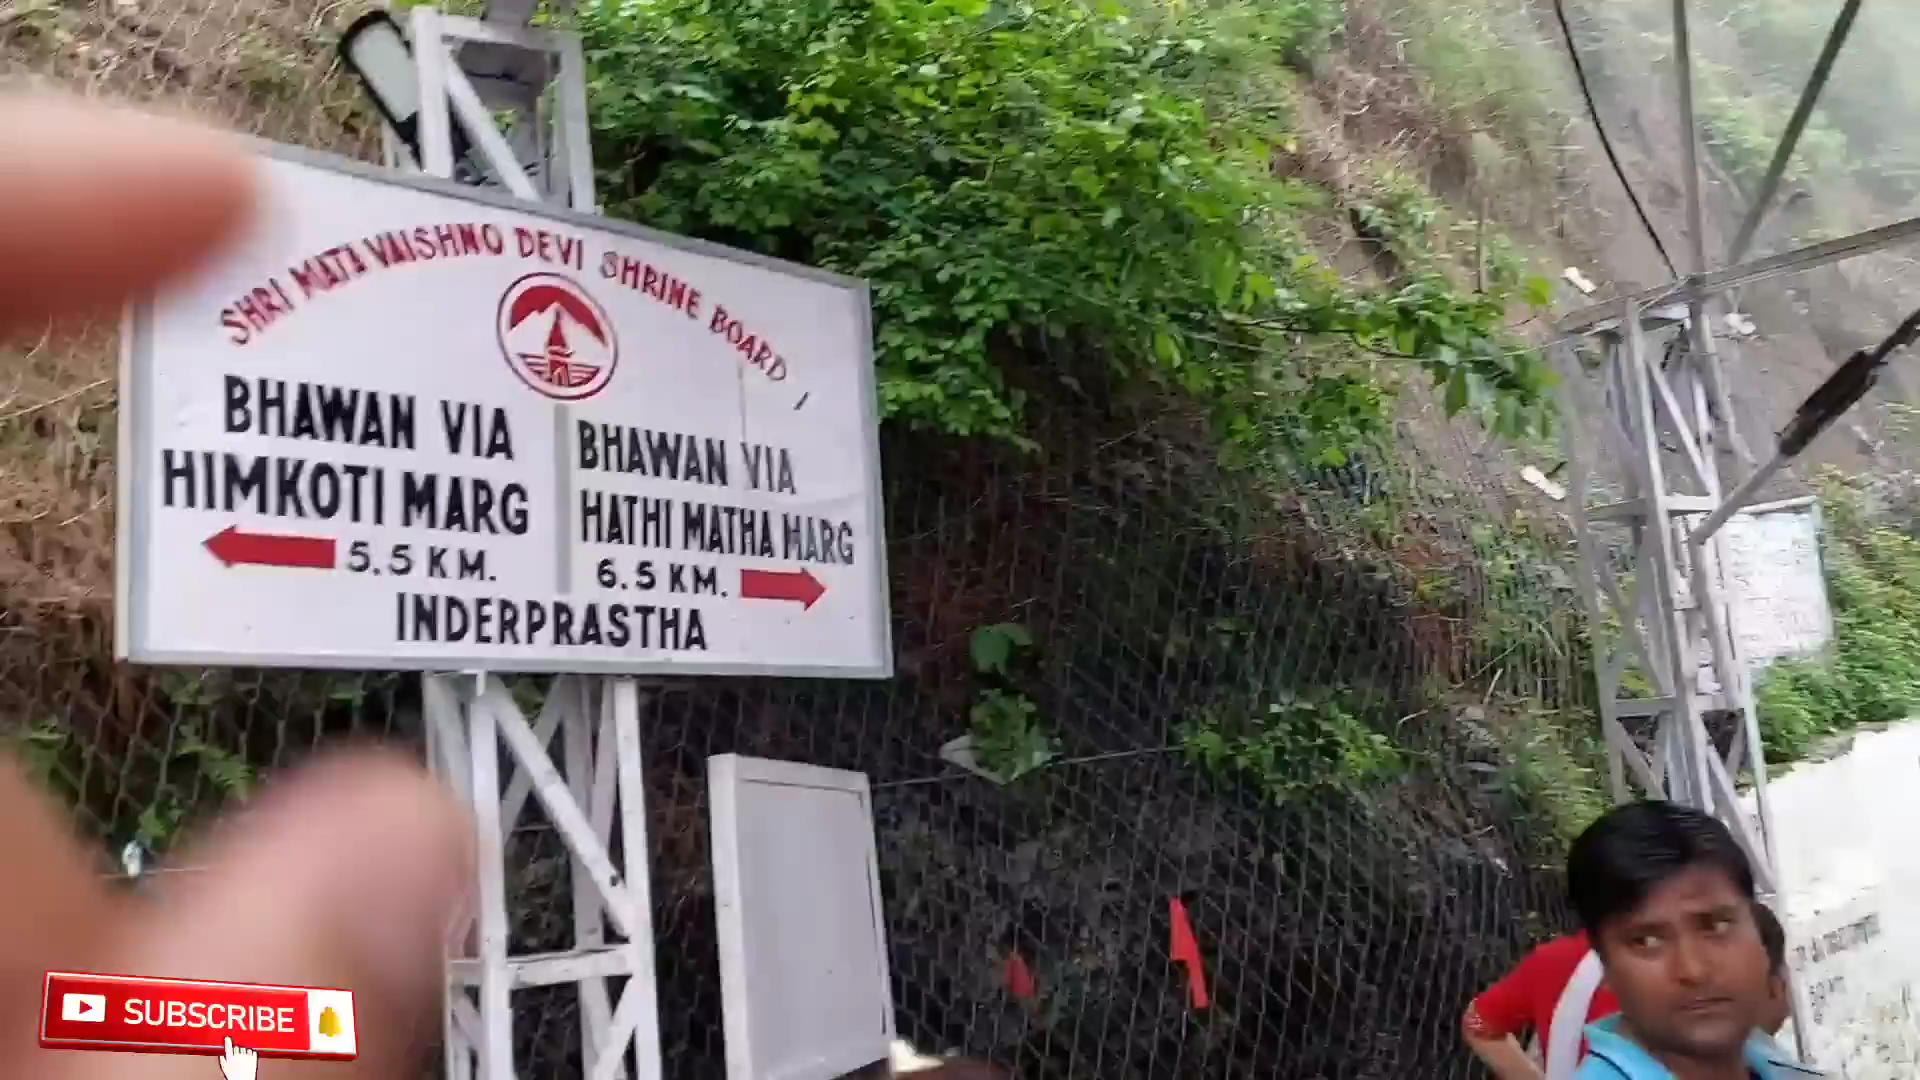 SHRI MATA VAISHNO DEVI SHRINE BOARD
BHAWAN VIA
HIMKOTI MARG
5.5 KM.
BHAWAN VIA
HATHI MATHA MARG
6.5 KM.
INDERPRASTHA
SUBSCRIBE